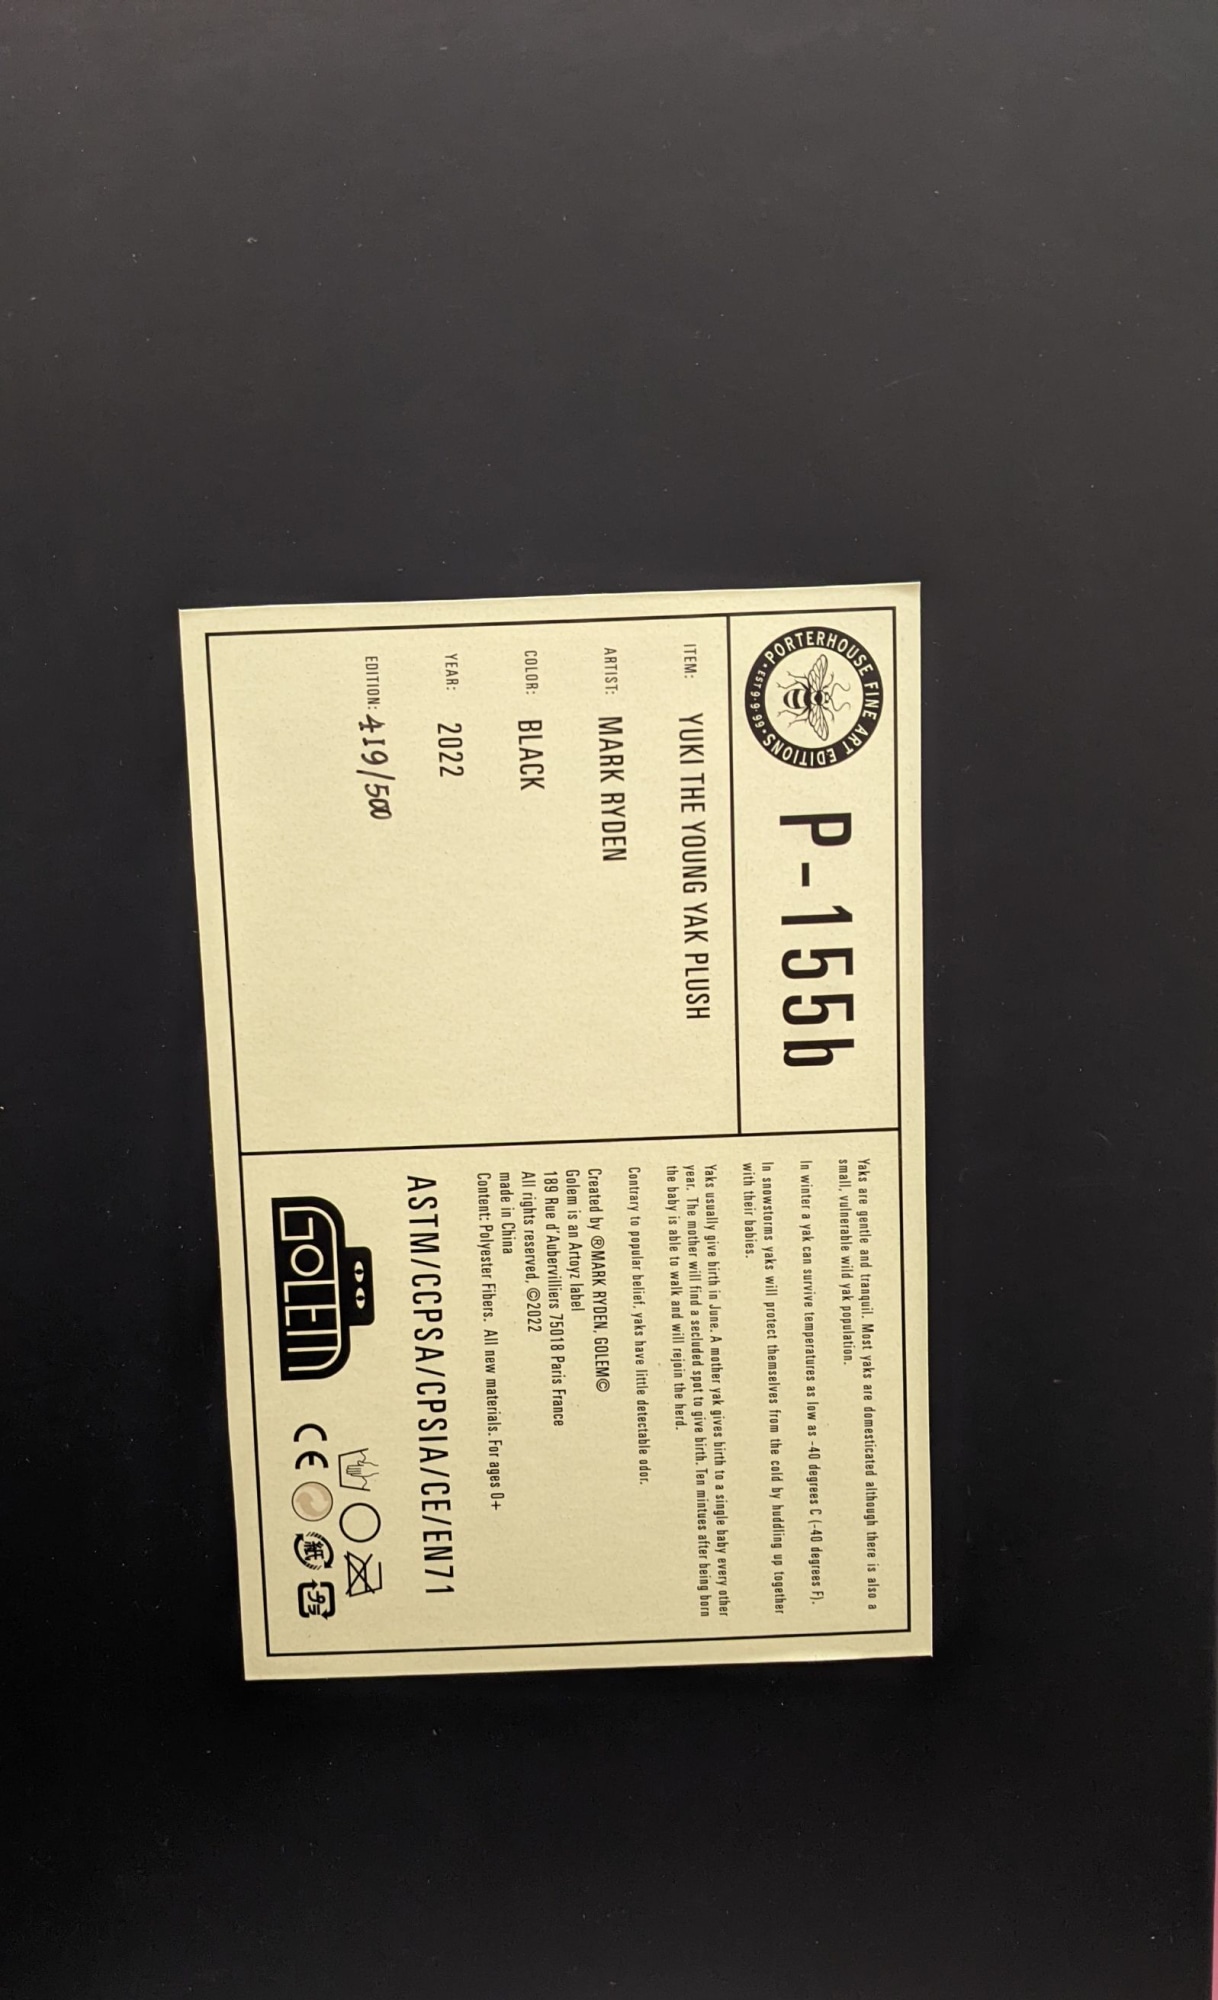 PORTERHOUSE FINE ART EDITIONS
EST 9·9·99
P-155b
ITEM: YUKI THE YOUNG YAK PLUSH
ARTIST: MARK RYDEN
COLOR: BLACK
YEAR: 2022
EDITION: 419/500
Yaks are gentle and tranquil. Most yaks are domesticated although there is also a
small, vulnerable wild yak population.
In winter a yak can survive temperatures as low as -40 degrees C (-40 degrees F).
In snowstorms yaks will protect themselves from the cold by huddling up together
with their babies.
Yaks usually give birth in June. A mother yak gives birth to a single baby every other
year. The mother will find a secluded spot to give birth. Ten mintues after being born
the baby is able to walk and will rejoin the herd.
Contrary to popular belief, yaks have little detectable odor.
Created by ®MARK RYDEN, GOLEM©
Golem is an Artoyz label
189 Rue d'Aubervilliers 75018 Paris France
All rights reserved, ©2022
made in China
Content: Polyester Fibers. All new materials. For ages 0+
ASTM/CCPSA/CPSIA/CE/EN71
GOLEM
CE
紙
プラ